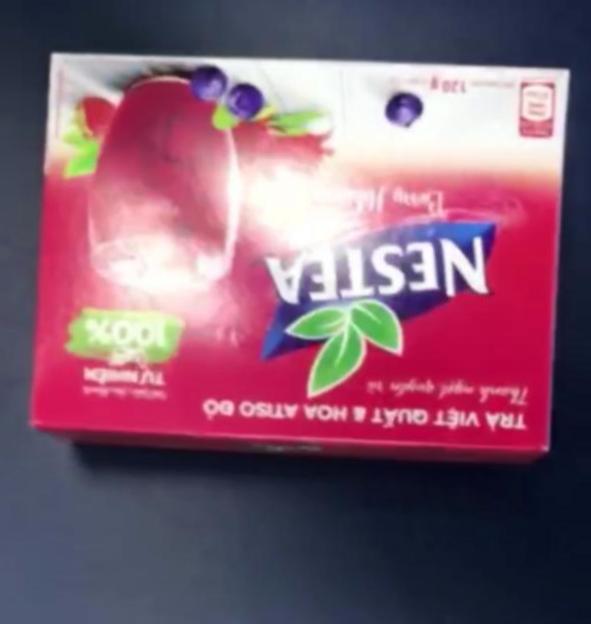 TRÀ VIỆT QUẤT & HOA ATISO ĐỎ
Thanh ngọt quyến rũ
NESTEA
TỰ NHIÊN
100%
120 g